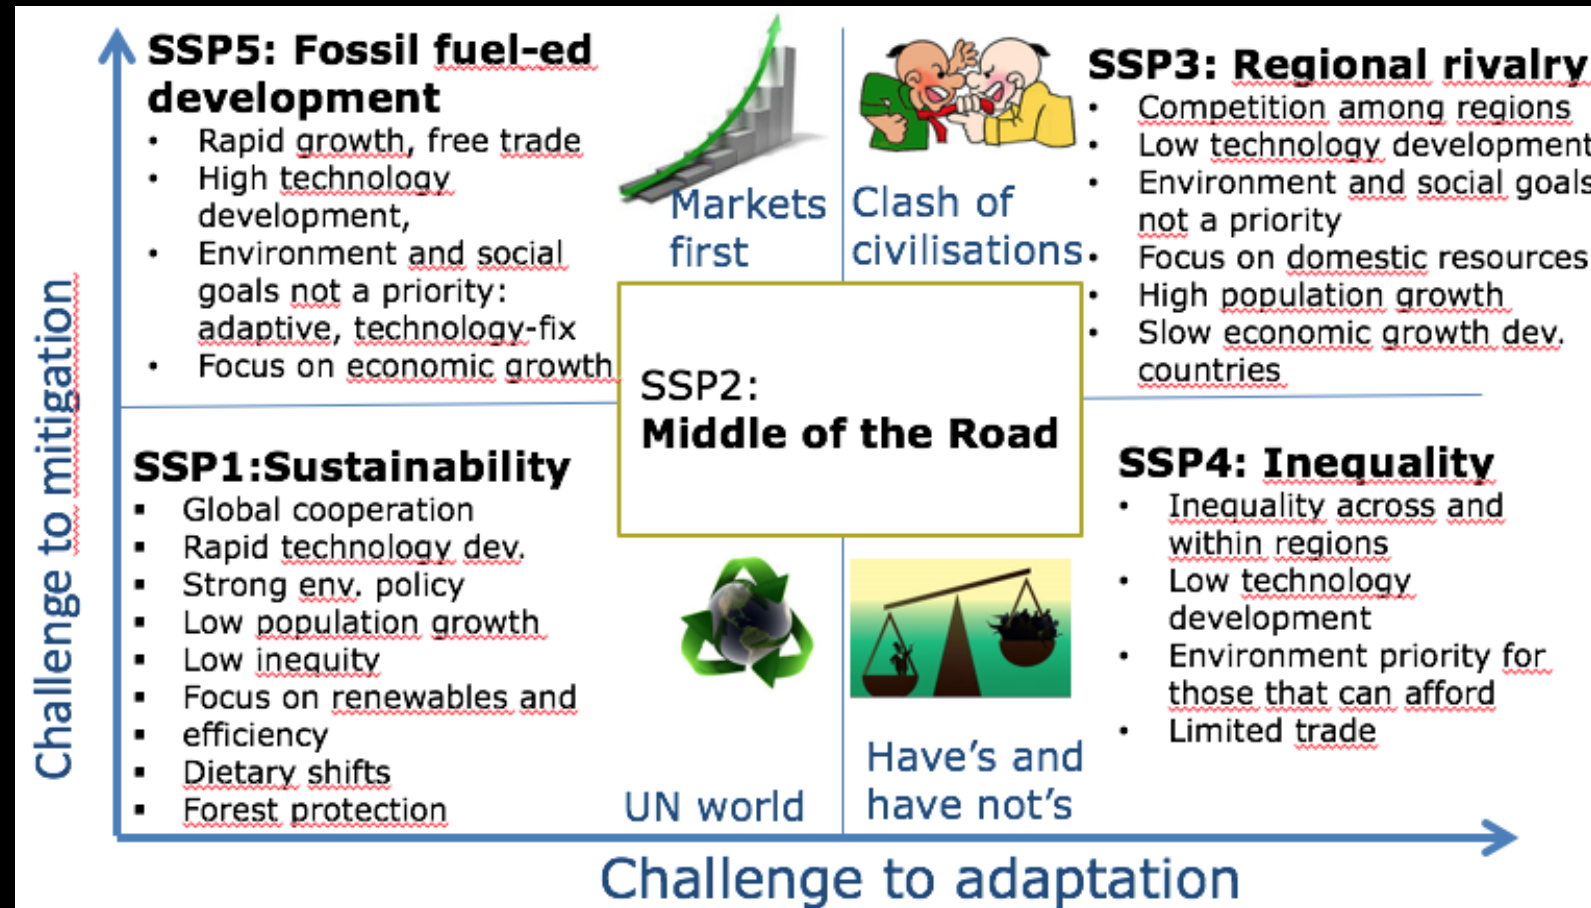 SSP5: Fossil fuel-ed
development
• Rapid growth, free trade
• High technology
development,
• Environment and social
goals not a priority:
adaptive, technology-fix
• Focus on economic growth
Markets
first
Clash of
civilisations
SSP3: Regional rivalry
• Competition among regions
• Low technology development
• Environment and social goals
not a priority
• Focus on domestic resources
• High population growth
• Slow economic growth dev.
countries
SSP2:
Middle of the Road
SSP1:Sustainability
▪ Global cooperation
▪ Rapid technology dev.
▪ Strong env. policy
▪ Low population growth
▪ Low inequity
▪ Focus on renewables and
▪ efficiency
▪ Dietary shifts
▪ Forest protection
UN world
Have's and
have not's
SSP4: Inequality
• Inequality across and
within regions
• Low technology
development
• Environment priority for
those that can afford
• Limited trade
Challenge to mitigation
Challenge to adaptation